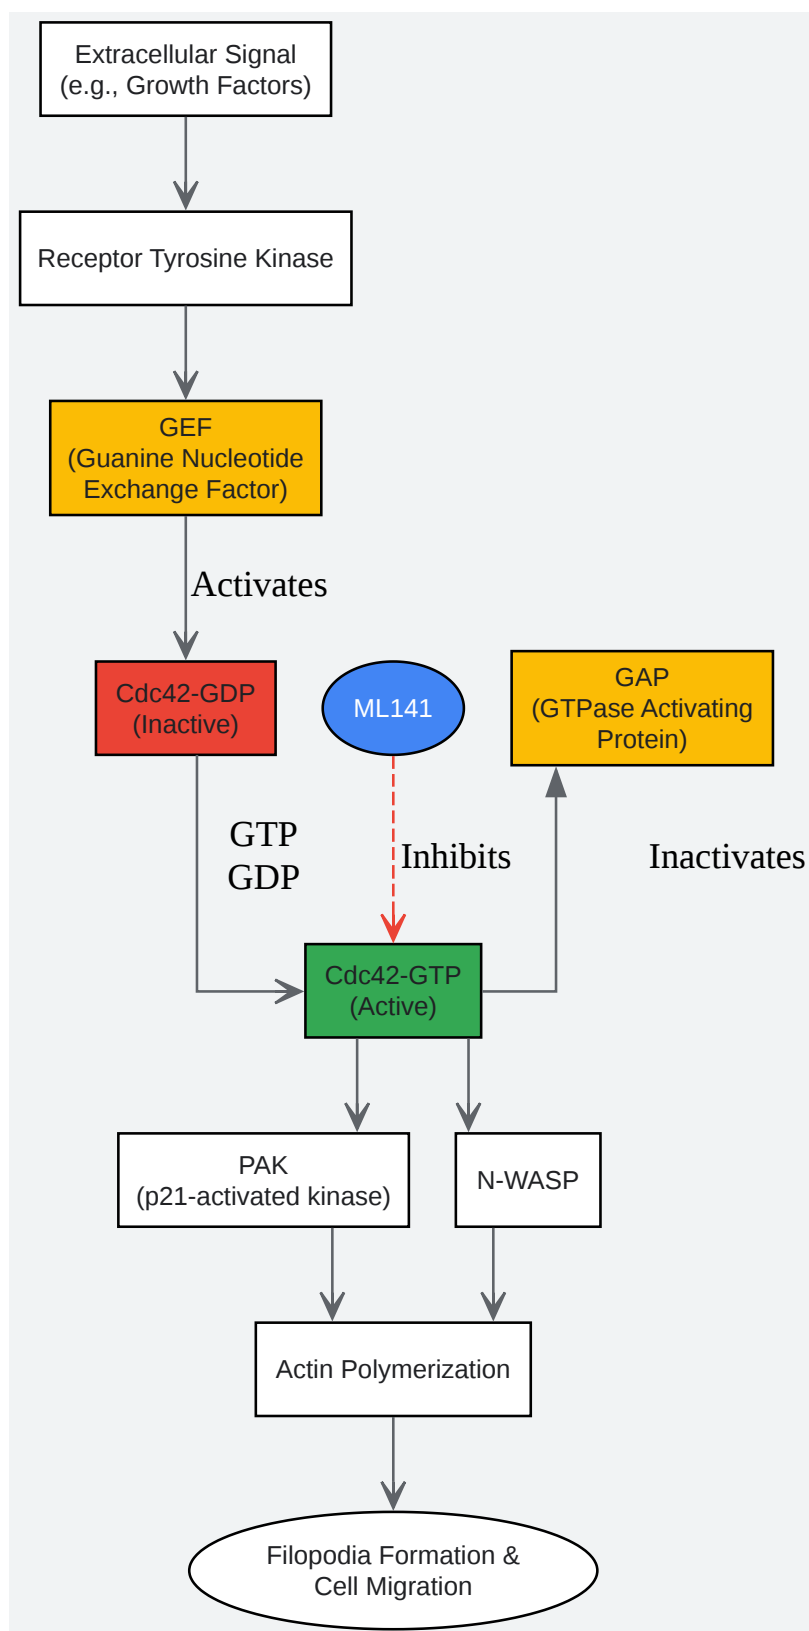 Extracellular Signal
(e.g., Growth Factors)
Receptor Tyrosine Kinase
GEF
(Guanine Nucleotide
Exchange Factor)
Activates
Cdc42-GDP
(Inactive)
ML141
GAP
(GTPase Activating
Protein)
GTP
GDP
Inhibits
Inactivates
Cdc42-GTP
(Active)
PAK
(p21-activated kinase)
N-WASP
Actin Polymerization
Filopodia Formation &
Cell Migration